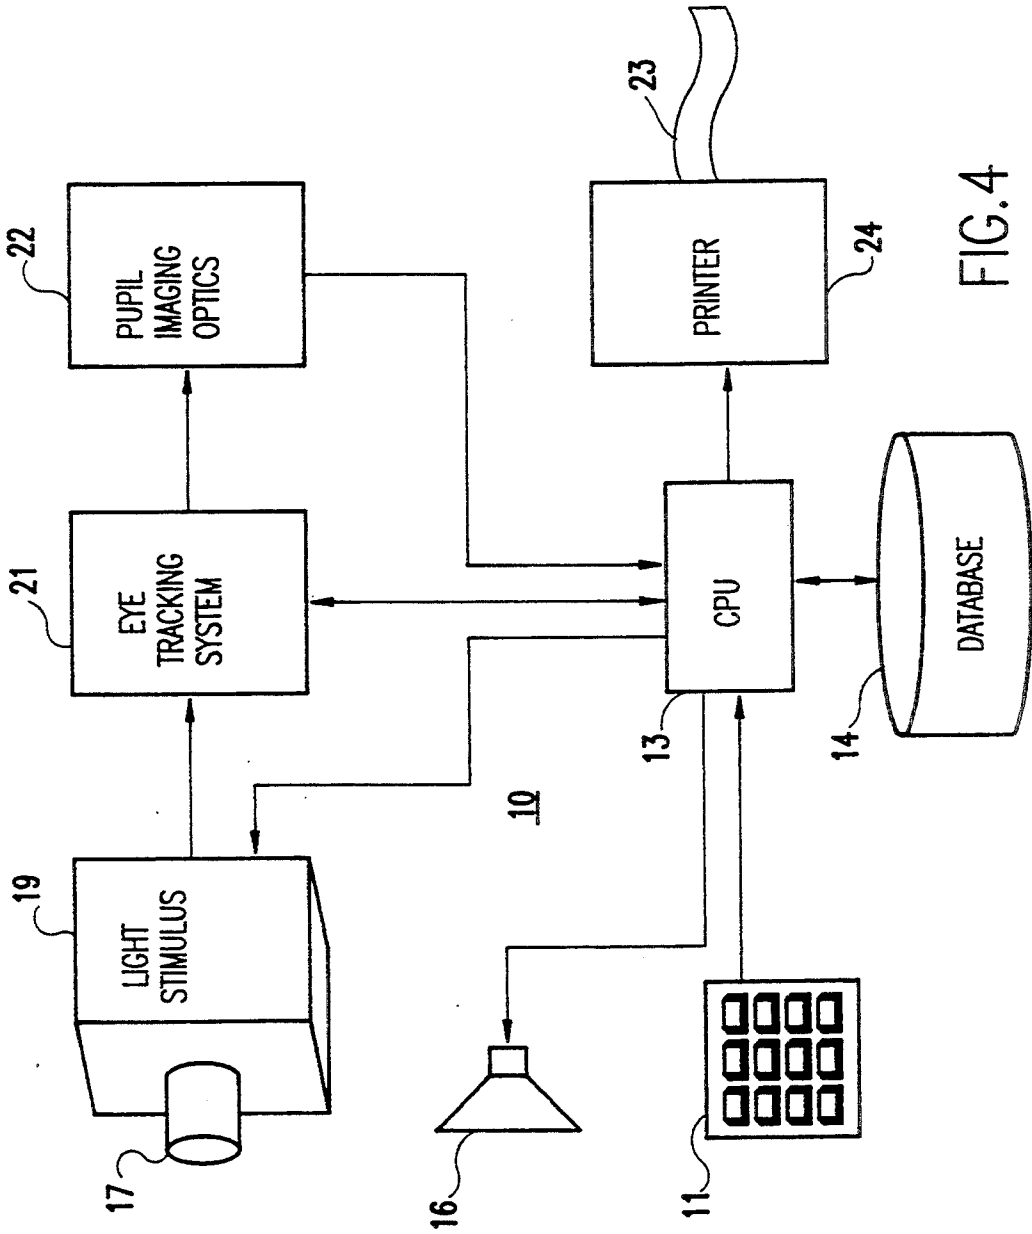 17
19
LIGHT
STIMULUS
21
EYE
TRACKING
SYSTEM
22
PUPIL
IMAGING
OPTICS
16
10
11
13
CPU
PRINTER
23
24
14
DATABASE
FIG.4